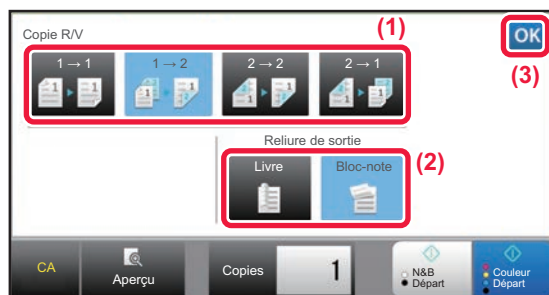 Copie R/V
(1)
OK
(3)
1 → 1
1 → 2
2 → 2
2 → 1
Reliure de sortie
Livre
Bloc-note
(2)
CA
Aperçu
Copies
1
N&B
Départ
Couleur
Départ